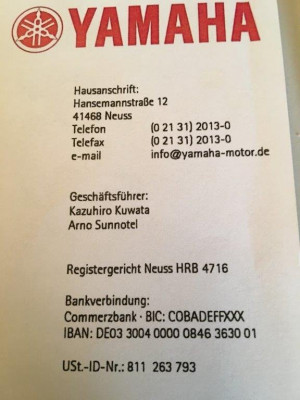 YAMAHA
Hausanschrift:
Hansemannstraße 12
41468 Neuss
Telefon (0 21 31) 2013-0
Telefax (0 21 31) 2013-0
e-mail info@yamaha-motor.de
Geschäftsführer:
Kazuhiro Kuwata
Arno Sunnotel
Registergericht Neuss HRB 4716
Bankverbindung:
Commerzbank · BIC: COBADEFFXXX
IBAN: DE03 3004 0000 0846 3630 01
USt.-ID-Nr.: 811 263 793